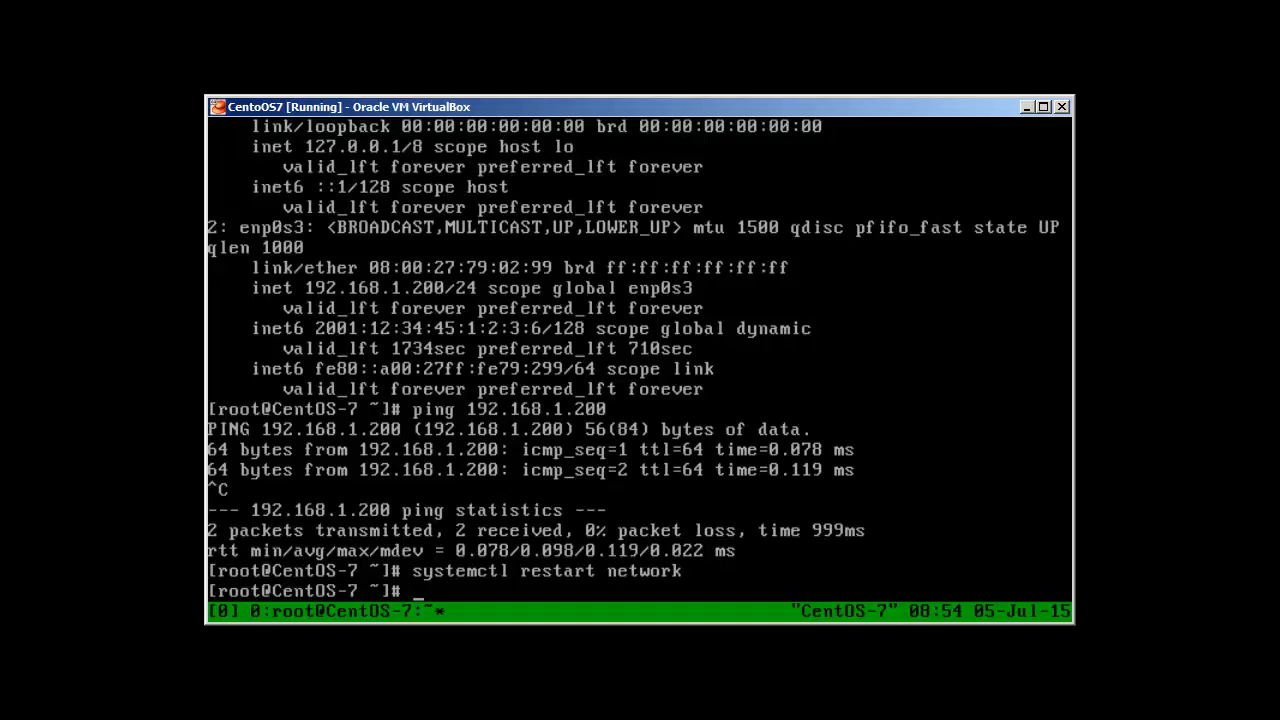 CentoOS7 [Running] - Oracle VM VirtualBox
link/loopback 00:00:00:00:00:00 brd 00:00:00:00:00:00
inet 127.0.0.1/8 scope host lo
valid_lft forever preferred_lft forever
inet6 ::1/128 scope host
valid_lft forever preferred_lft forever
2: enp0s3: <BROADCAST,MULTICAST,UP,LOWER_UP> mtu 1500 qdisc pfifo_fast state UP
qlen 1000
link/ether 08:00:27:79:02:99 brd ff:ff:ff:ff:ff:ff
inet 192.168.1.200/24 scope global enp0s3
valid_lft forever preferred_lft forever
inet6 2001:12:34:45:1:2:3:6/128 scope global dynamic
valid_lft 1734sec preferred_lft 710sec
inet6 fe80::a00:27ff:fe79:299/64 scope link
valid_lft forever preferred_lft forever
[root@CentOS-7 ~]# ping 192.168.1.200
PING 192.168.1.200 (192.168.1.200) 56(84) bytes of data.
64 bytes from 192.168.1.200: icmp_seq=1 ttl=64 time=0.078 ms
64 bytes from 192.168.1.200: icmp_seq=2 ttl=64 time=0.119 ms
^C
--- 192.168.1.200 ping statistics ---
2 packets transmitted, 2 received, 0% packet loss, time 999ms
rtt min/avg/max/mdev = 0.078/0.098/0.119/0.022 ms
[root@CentOS-7 ~]# systemctl restart network
[root@CentOS-7 ~]# _
[0] 0:root@CentOS-7:~* "CentOS-7" 08:54 05-Jul-15